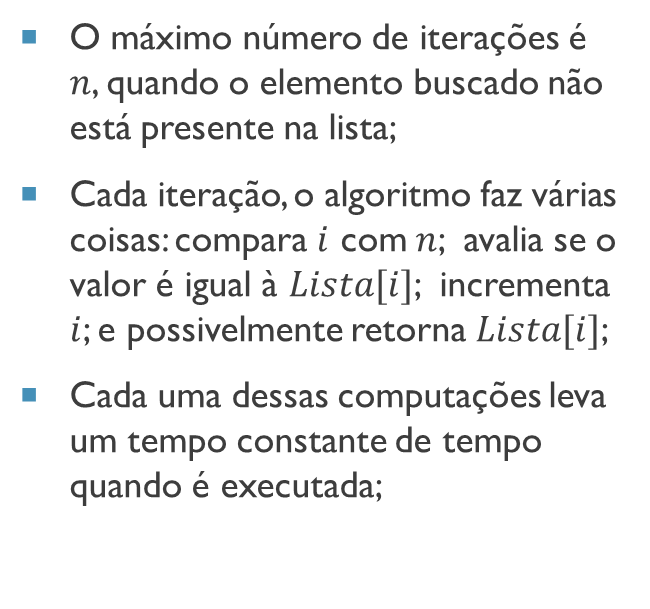 O máximo número de iterações é
n, quando o elemento buscado não
está presente na lista;
Cada iteração, o algoritmo faz várias
coisas: compara i com n; avalia se o
valor é igual à Lista[i]; incrementa
i; e possivelmente retorna Lista[i];
Cada uma dessas computações leva
um tempo constante de tempo
quando é executada;